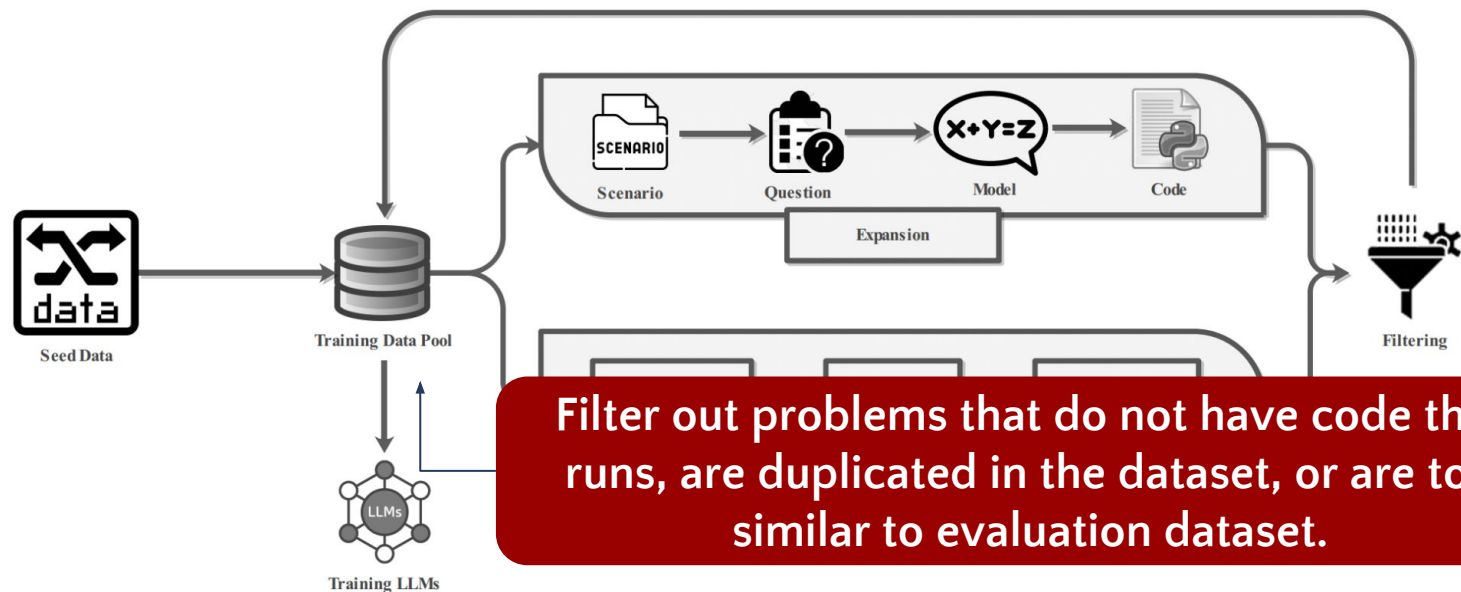 SCENARIO
X+Y=Z
?
Scenario
Question
Model
Code
Expansion
data
Seed Data
Training Data Pool
Filtering
Filter out problems that do not have code th
runs, are duplicated in the dataset, or are to
similar to evaluation dataset.
LLMs
Training LLMs